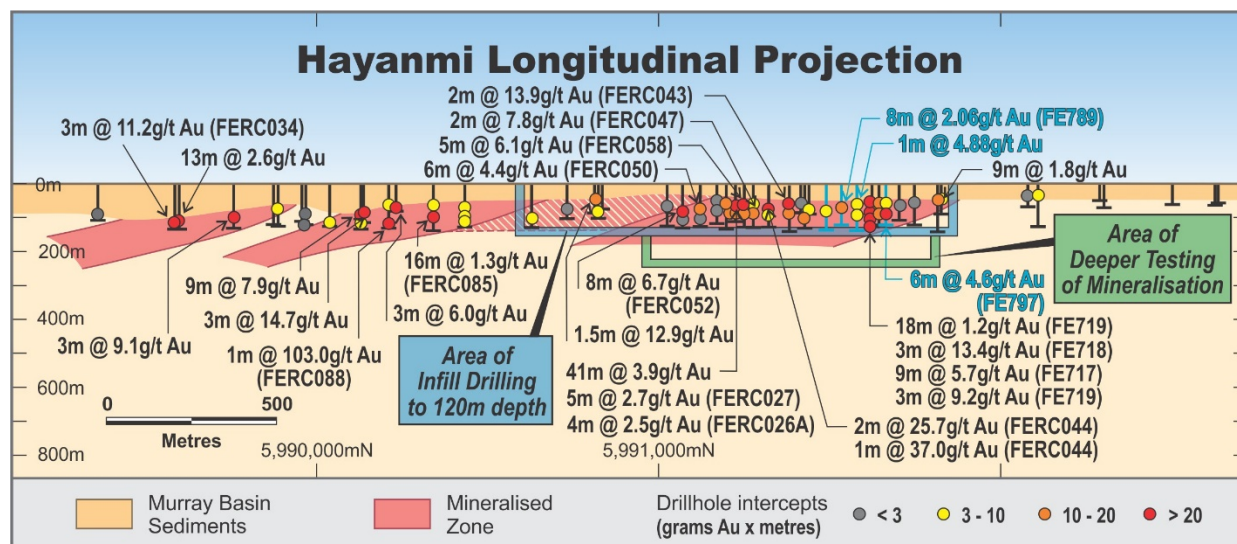 Hayanmi Longitudinal Projection
2m @ 13.9g/t Au (FERC043)
2m @ 7.8g/t Au (FERC047)
5m @ 6.1g/t Au (FERC058)
6m @ 4.4g/t Au (FERC050)
8m @ 2.06g/t Au (FE789)
1m @ 4.88g/t Au
9m @ 1.8g/t Au
3m @ 11.2g/t Au (FERC034)
13m @ 2.6g/t Au
0m
200m
400m
600m
800m
3m @ 9.1g/t Au
9m @ 7.9g/t Au
3m @ 14.7g/t Au
1m @ 103.0g/t Au
(FERC088)
16m @ 1.3g/t Au
(FERC085)
3m @ 6.0g/t Au
8m @ 6.7g/t Au
(FERC052)
1.5m @ 12.9g/t Au
41m @ 3.9g/t Au
5m @ 2.7g/t Au (FERC027)
4m @ 2.5g/t Au (FERC026A)
Area of
Infill Drilling
to 120m depth
Area of
Deeper Testing
of Mineralisation
6m @ 4.6g/t Au
(FE797)
18m @ 1.2g/t Au (FE719)
3m @ 13.4g/t Au (FE718)
9m @ 5.7g/t Au (FE717)
3m @ 9.2g/t Au (FE719)
2m @ 25.7g/t Au (FERC044)
1m @ 37.0g/t Au (FERC044)
0 500
Metres
5,990,000mN
5,991,000mN
Murray Basin
Sediments
Mineralised
Zone
Drillhole intercepts
(grams Au x metres)
< 3
3 - 10
10 - 20
> 20